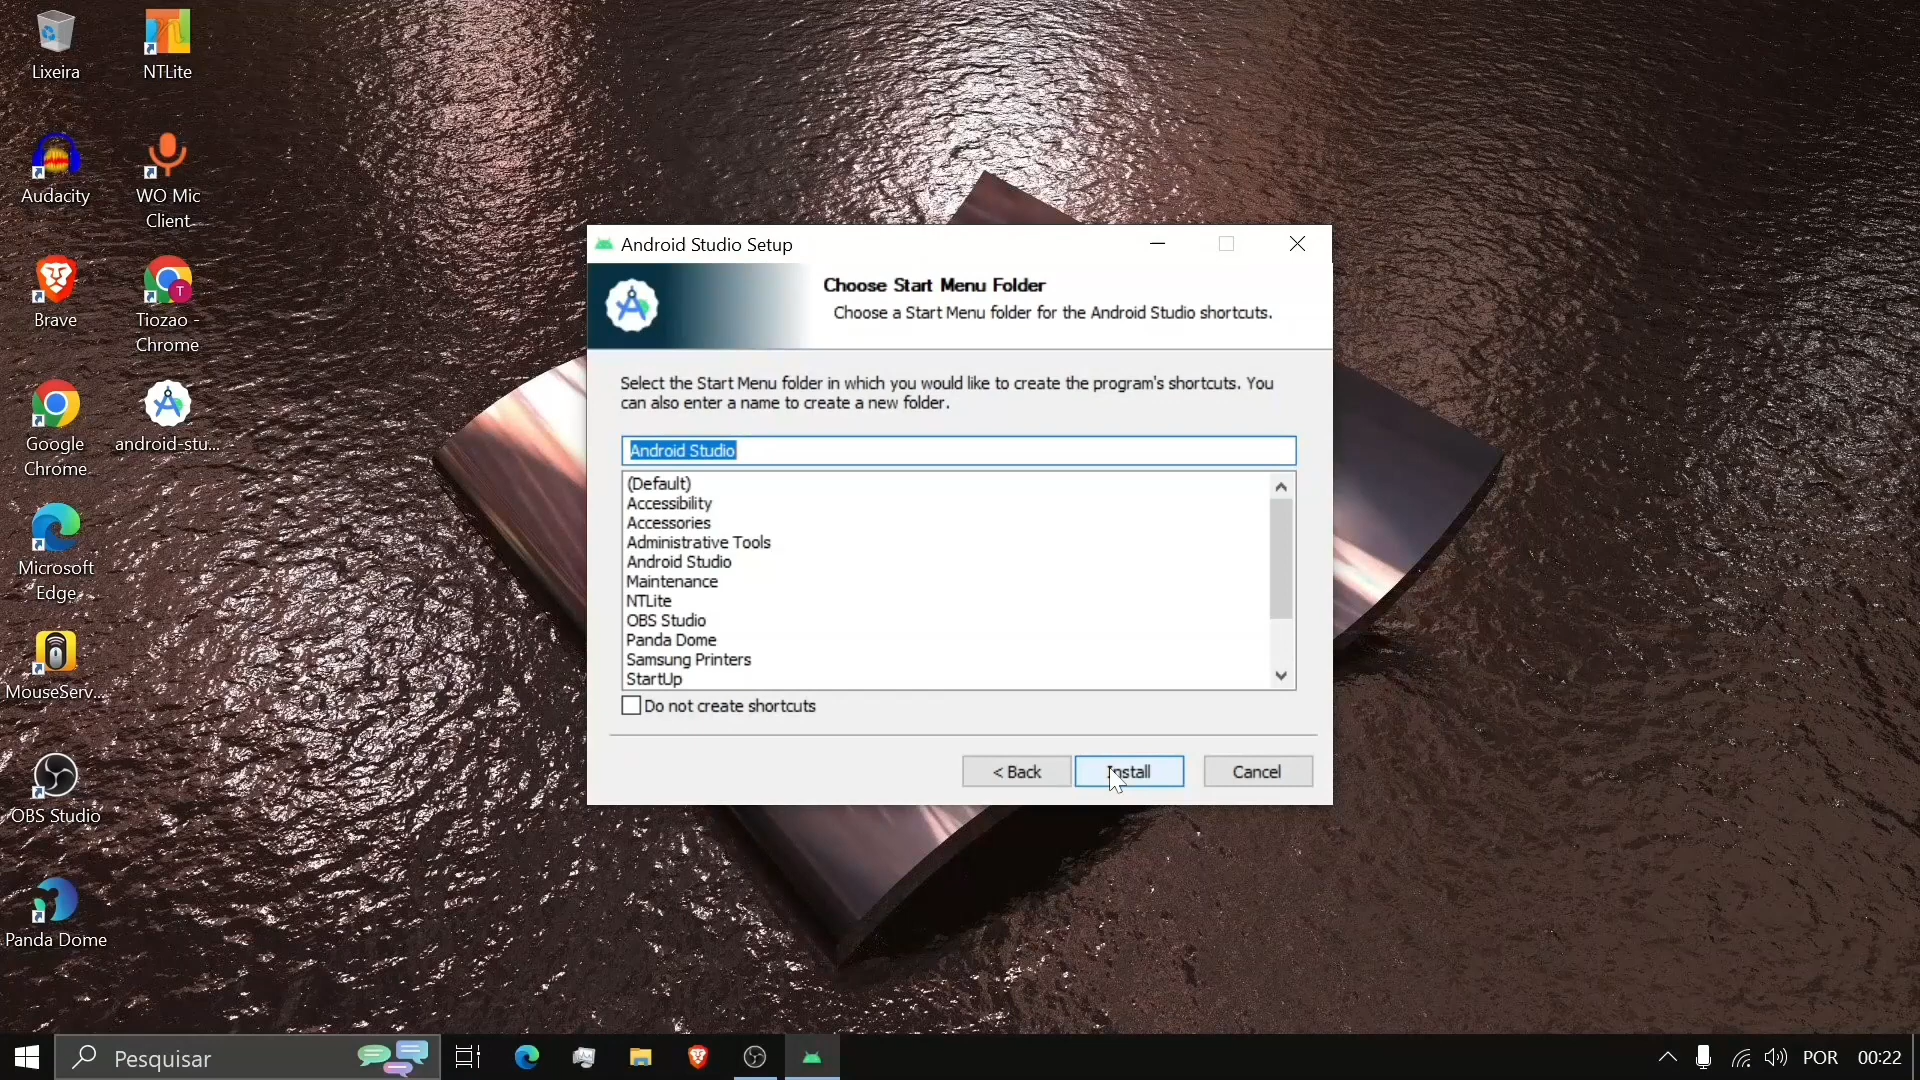 Lixeira
NTLite
Audacity
WO Mic
Client
Brave
Tiozao -
Chrome
Google
Chrome
android-stu...
Microsoft
Edge
MouseServ...
OBS Studio
Panda Dome
Android Studio Setup
Choose Start Menu Folder
Choose a Start Menu folder for the Android Studio shortcuts.
Select the Start Menu folder in which you would like to create the program's shortcuts. You
can also enter a name to create a new folder.
Android Studio
(Default)
Accessibility
Accessories
Administrative Tools
Android Studio
Maintenance
NTLite
OBS Studio
Panda Dome
Samsung Printers
StartUp
Do not create shortcuts
< Back
Install
Cancel
Pesquisar
POR
00:22